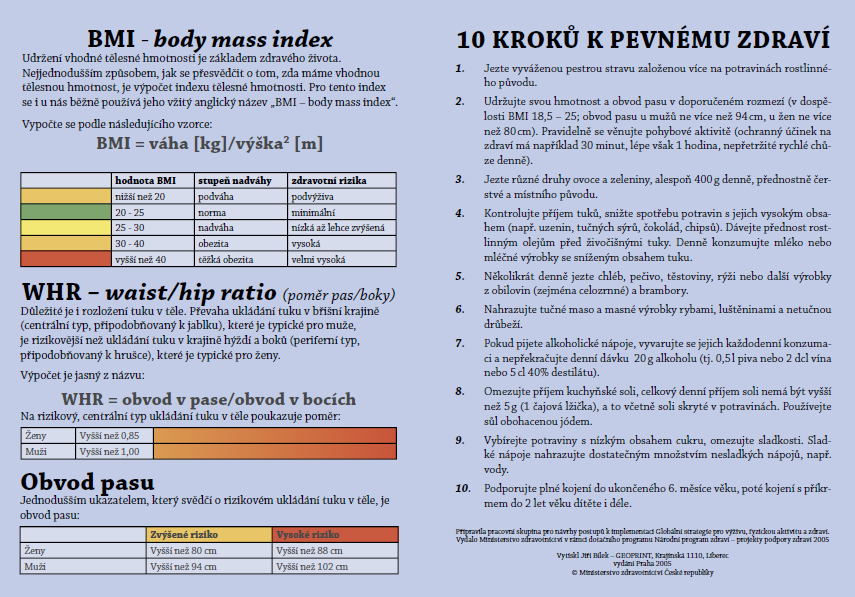 BMI - body mass index
Udržení vhodné tělesné hmotnosti je základem zdravého života.
Nejjednodušším způsobem, jak se přesvědčit o tom, zda máme vhodnou
tělesnou hmotnost, je výpočet indexu tělesné hmotnosti. Pro tento index
se i u nás běžně používá jeho vžitý anglický název „BMI – body mass index“.
Vypočte se podle následujícího vzorce:
BMI = váha [kg]/výška² [m]
hodnota BMI stupeň nadváhy zdravotní rizika
nižší než 20 podváha podvýživa
20 - 25 norma minimální
25 - 30 nadváha nízká až lehce zvýšená
30 - 40 obezita vysoká
vyšší než 40 těžká obezita velmi vysoká
WHR – waist/hip ratio (poměr pas/boky)
Důležité je i rozložení tuku v těle. Převaha ukládání tuku v břišní krajině
(centrální typ, připodobňovaný k jablku), které je typické pro muže,
je rizikovější než ukládání tuku v krajině hýždí a boků (periferní typ,
připodobňovaný k hrušce), které je typické pro ženy.
Výpočet je jasný z názvu:
WHR = obvod v pase/obvod v bocích
Na rizikový, centrální typ ukládání tuku v těle poukazuje poměr:
Ženy Vyšší než 0,85
Muži Vyšší než 1,00
Obvod pasu
Jednodušším ukazatelem, který svědčí o rizikovém ukládání tuku v těle, je
obvod pasu:
Zvýšené riziko Vysoké riziko
Ženy Vyšší než 80 cm Vyšší než 88 cm
Muži Vyšší než 94 cm Vyšší než 102 cm
10 KROKŮ K PEVNÉMU ZDRAVÍ
1. Jezte vyváženou pestrou stravu založenou více na potravinách rostlinné-
ho původu.
2. Udržujte svou hmotnost a obvod pasu v doporučeném rozmezí (v dospě-
losti BMI 18,5 – 25; obvod pasu u mužů ne více než 94 cm, u žen ne více
než 80 cm). Pravidelně se věnujte pohybové aktivitě (ochranný účinek na
zdraví má například 30 minut, lépe však 1 hodina, nepřetržité rychlé chů-
ze denně).
3. Jezte různé druhy ovoce a zeleniny, alespoň 400 g denně, přednostně čer-
stvé a místního původu.
4. Kontrolujte příjem tuků, snižte spotřebu potravin s jejich vysokým obsa-
hem (např. uzenin, tučných sýrů, čokolád, chipsů). Dávejte přednost rost-
linným olejům před živočišnými tuky. Denně konzumujte mléko nebo
mléčné výrobky se sníženým obsahem tuku.
5. Několikrát denně jezte chléb, pečivo, těstoviny, rýži nebo další výrobky
z obilovin (zejména celozrnné) a brambory.
6. Nahrazujte tučné maso a masné výrobky rybami, luštěninami a netučnou
drůbeží.
7. Pokud pijete alkoholické nápoje, vyvarujte se jejich každodenní konzuma-
ci a nepřekračujte denní dávku 20 g alkoholu (tj. 0,5 l piva nebo 2 dcl vína
nebo 5 cl 40% destilátu).
8. Omezujte příjem kuchyňské soli, celkový denní příjem soli nemá být vyšší
než 5 g (1 čajová lžička), a to včetně soli skryté v potravinách. Používejte
sůl obohacenou jódem.
9. Vybírejte potraviny s nízkým obsahem cukru, omezujte sladkosti. Slad-
ké nápoje nahrazujte dostatečným množstvím nesladkých nápojů, např.
vody.
10. Podporujte plné kojení do ukončeného 6. měsíce věku, poté kojení s příkr-
mem do 2 let věku dítěte i déle.
Připravila pracovní skupina pro návrhy postupů k implementaci Globální strategie pro výživu, fyzickou aktivitu a zdraví.
Vydalo Ministerstvo zdravotnictví v rámci dotačního programu Národní program zdraví – projekty podpory zdraví 2005
Vytiskl Jiří Bílek – GEOPRINT, Krajinská 1110, Liberec
vydání Praha 2005
© Ministerstvo zdravotnictví České republiky